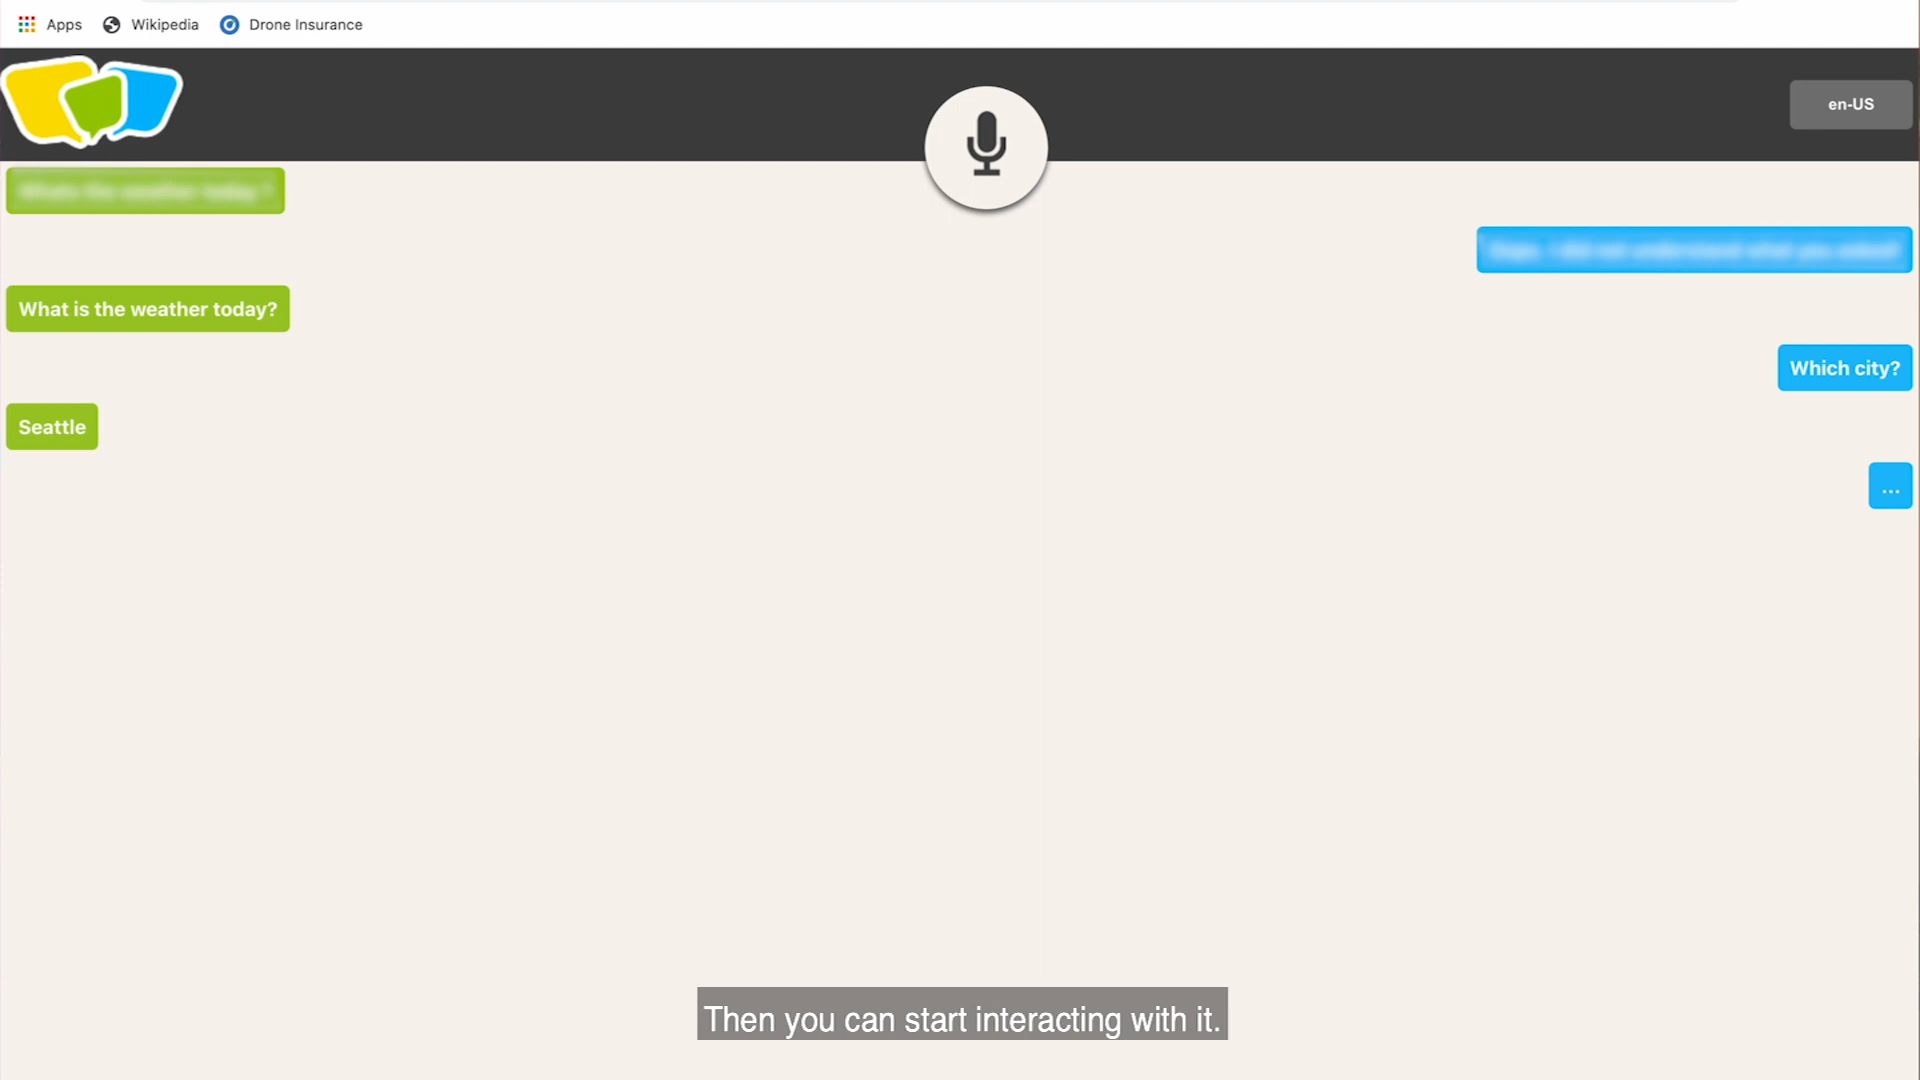 Apps
Wikipedia
Drone Insurance
en-US
What is the weather today?
Which city?
Seattle
...
Then you can start interacting with it.